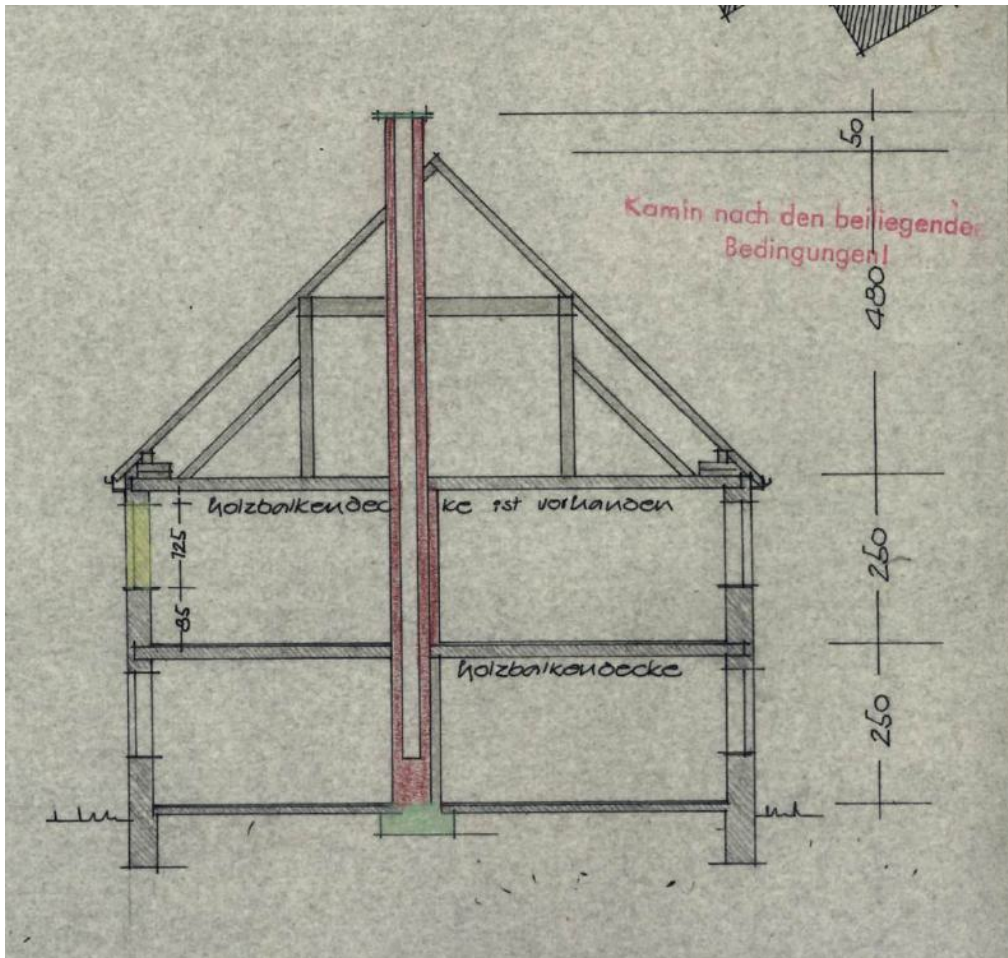 50
Kamin nach den beiliegenden
Bedingungen!
480
holzbalkendecke ist vorhanden
125
250
85
holzbalkendecke
250